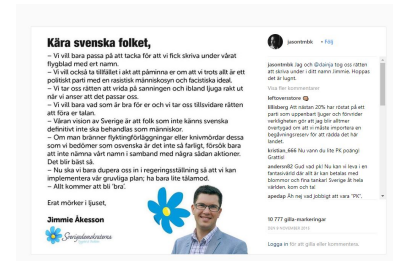 Kära svenska folket,
– Vi vill bara passa på att tacka för att vi fick skriva under vårat
flygblad med ert namn.
– Vi vill också ta tillfället i akt att påminna er om att vi trots allt är ett
politiskt parti med en rasistisk människosyn och facistiska ideal.
– Vi tar oss rätten att vrida på sanningen och ibland ljuga rakt ut
när vi anser att det passar oss.
– Vi vill bara vad som är bra för er och vi tar oss tillsvidare rätten
att föra er talan.
– Våran vision av Sverige är att folk som inte känns svenska
definitivt inte ska behandlas som människor.
– Om man bränner flyktingförläggningar eller knivmördar dessa
som vi bedömer som osvenska är det inte så farligt, försök bara
att inte nämna vårt namn i samband med några sådan aktioner.
Det blir bäst så.
– Nu ska vi bara dupera oss in i regeringsställning så att vi kan
implementera vår gruvliga plan; ha bara lite tålamod.
– Allt kommer att bli ’bra’.
Erat mörker i ljuset,
Jimmie Åkesson
Sverigedemokraterna
jasontmbk • Följ
jasontmbk Jag och @dainja tog oss rätten
att skriva under i ditt namn Jimmie. Hoppas
det är lugnt.
Visa fler kommentarer
leftoversstore
lillsberg Att nästan 20% har röstat på ett
parti som uppenbart ljuger och förvrider
verkligheten gör att jag blir alltmer
övertygad om att vi måste importera en
begåvningsreserv för att rädda det här
landet.
kristian_666 Nu vann du lite PK poäng!
Grattis!
anderson82 Gud vad pk! Nu kan vi leva i en
fantasivärld där allt är kan betalas med
blommor och fina tankar! Sverige åt hela
världen, kom och ta!
apedap Åh nej vad jobbigt att vara "PK".
10 777 gilla-markeringar
Logga in för att gilla eller kommentera.